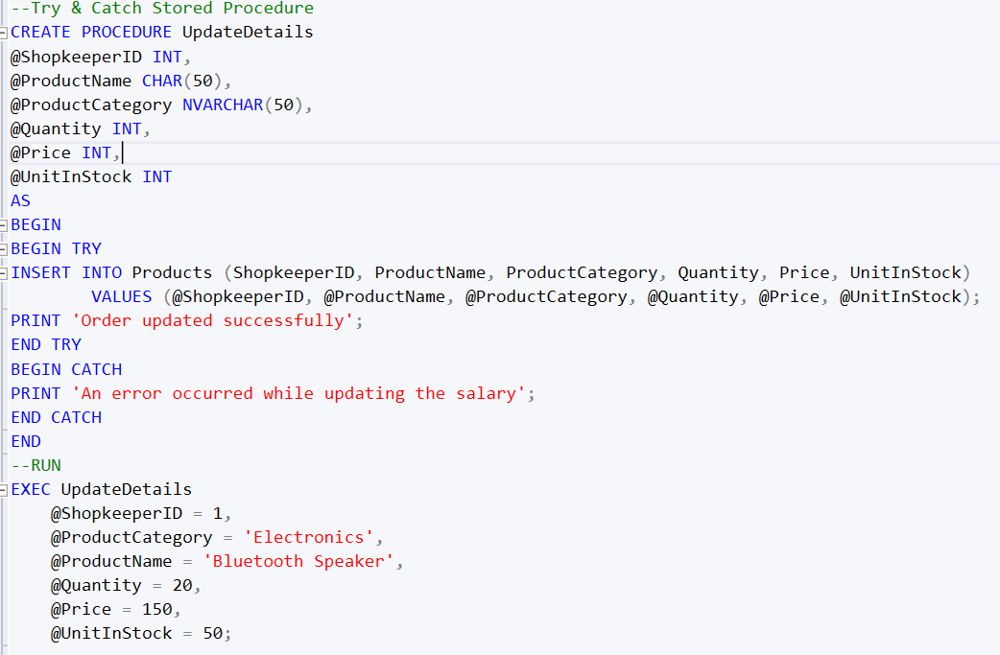 --Try & Catch Stored Procedure
CREATE PROCEDURE UpdateDetails
@ShopkeeperID INT,
@ProductName CHAR(50),
@ProductCategory NVARCHAR(50),
@Quantity INT,
@Price INT,
@UnitInStock INT
AS
BEGIN
BEGIN TRY
INSERT INTO Products (ShopkeeperID, ProductName, ProductCategory, Quantity, Price, UnitInStock)
        VALUES (@ShopkeeperID, @ProductName, @ProductCategory, @Quantity, @Price, @UnitInStock);
PRINT 'Order updated successfully';
END TRY
BEGIN CATCH
PRINT 'An error occurred while updating the salary';
END CATCH
END
--RUN
EXEC UpdateDetails
    @ShopkeeperID = 1,
    @ProductCategory = 'Electronics',
    @ProductName = 'Bluetooth Speaker',
    @Quantity = 20,
    @Price = 150,
    @UnitInStock = 50;